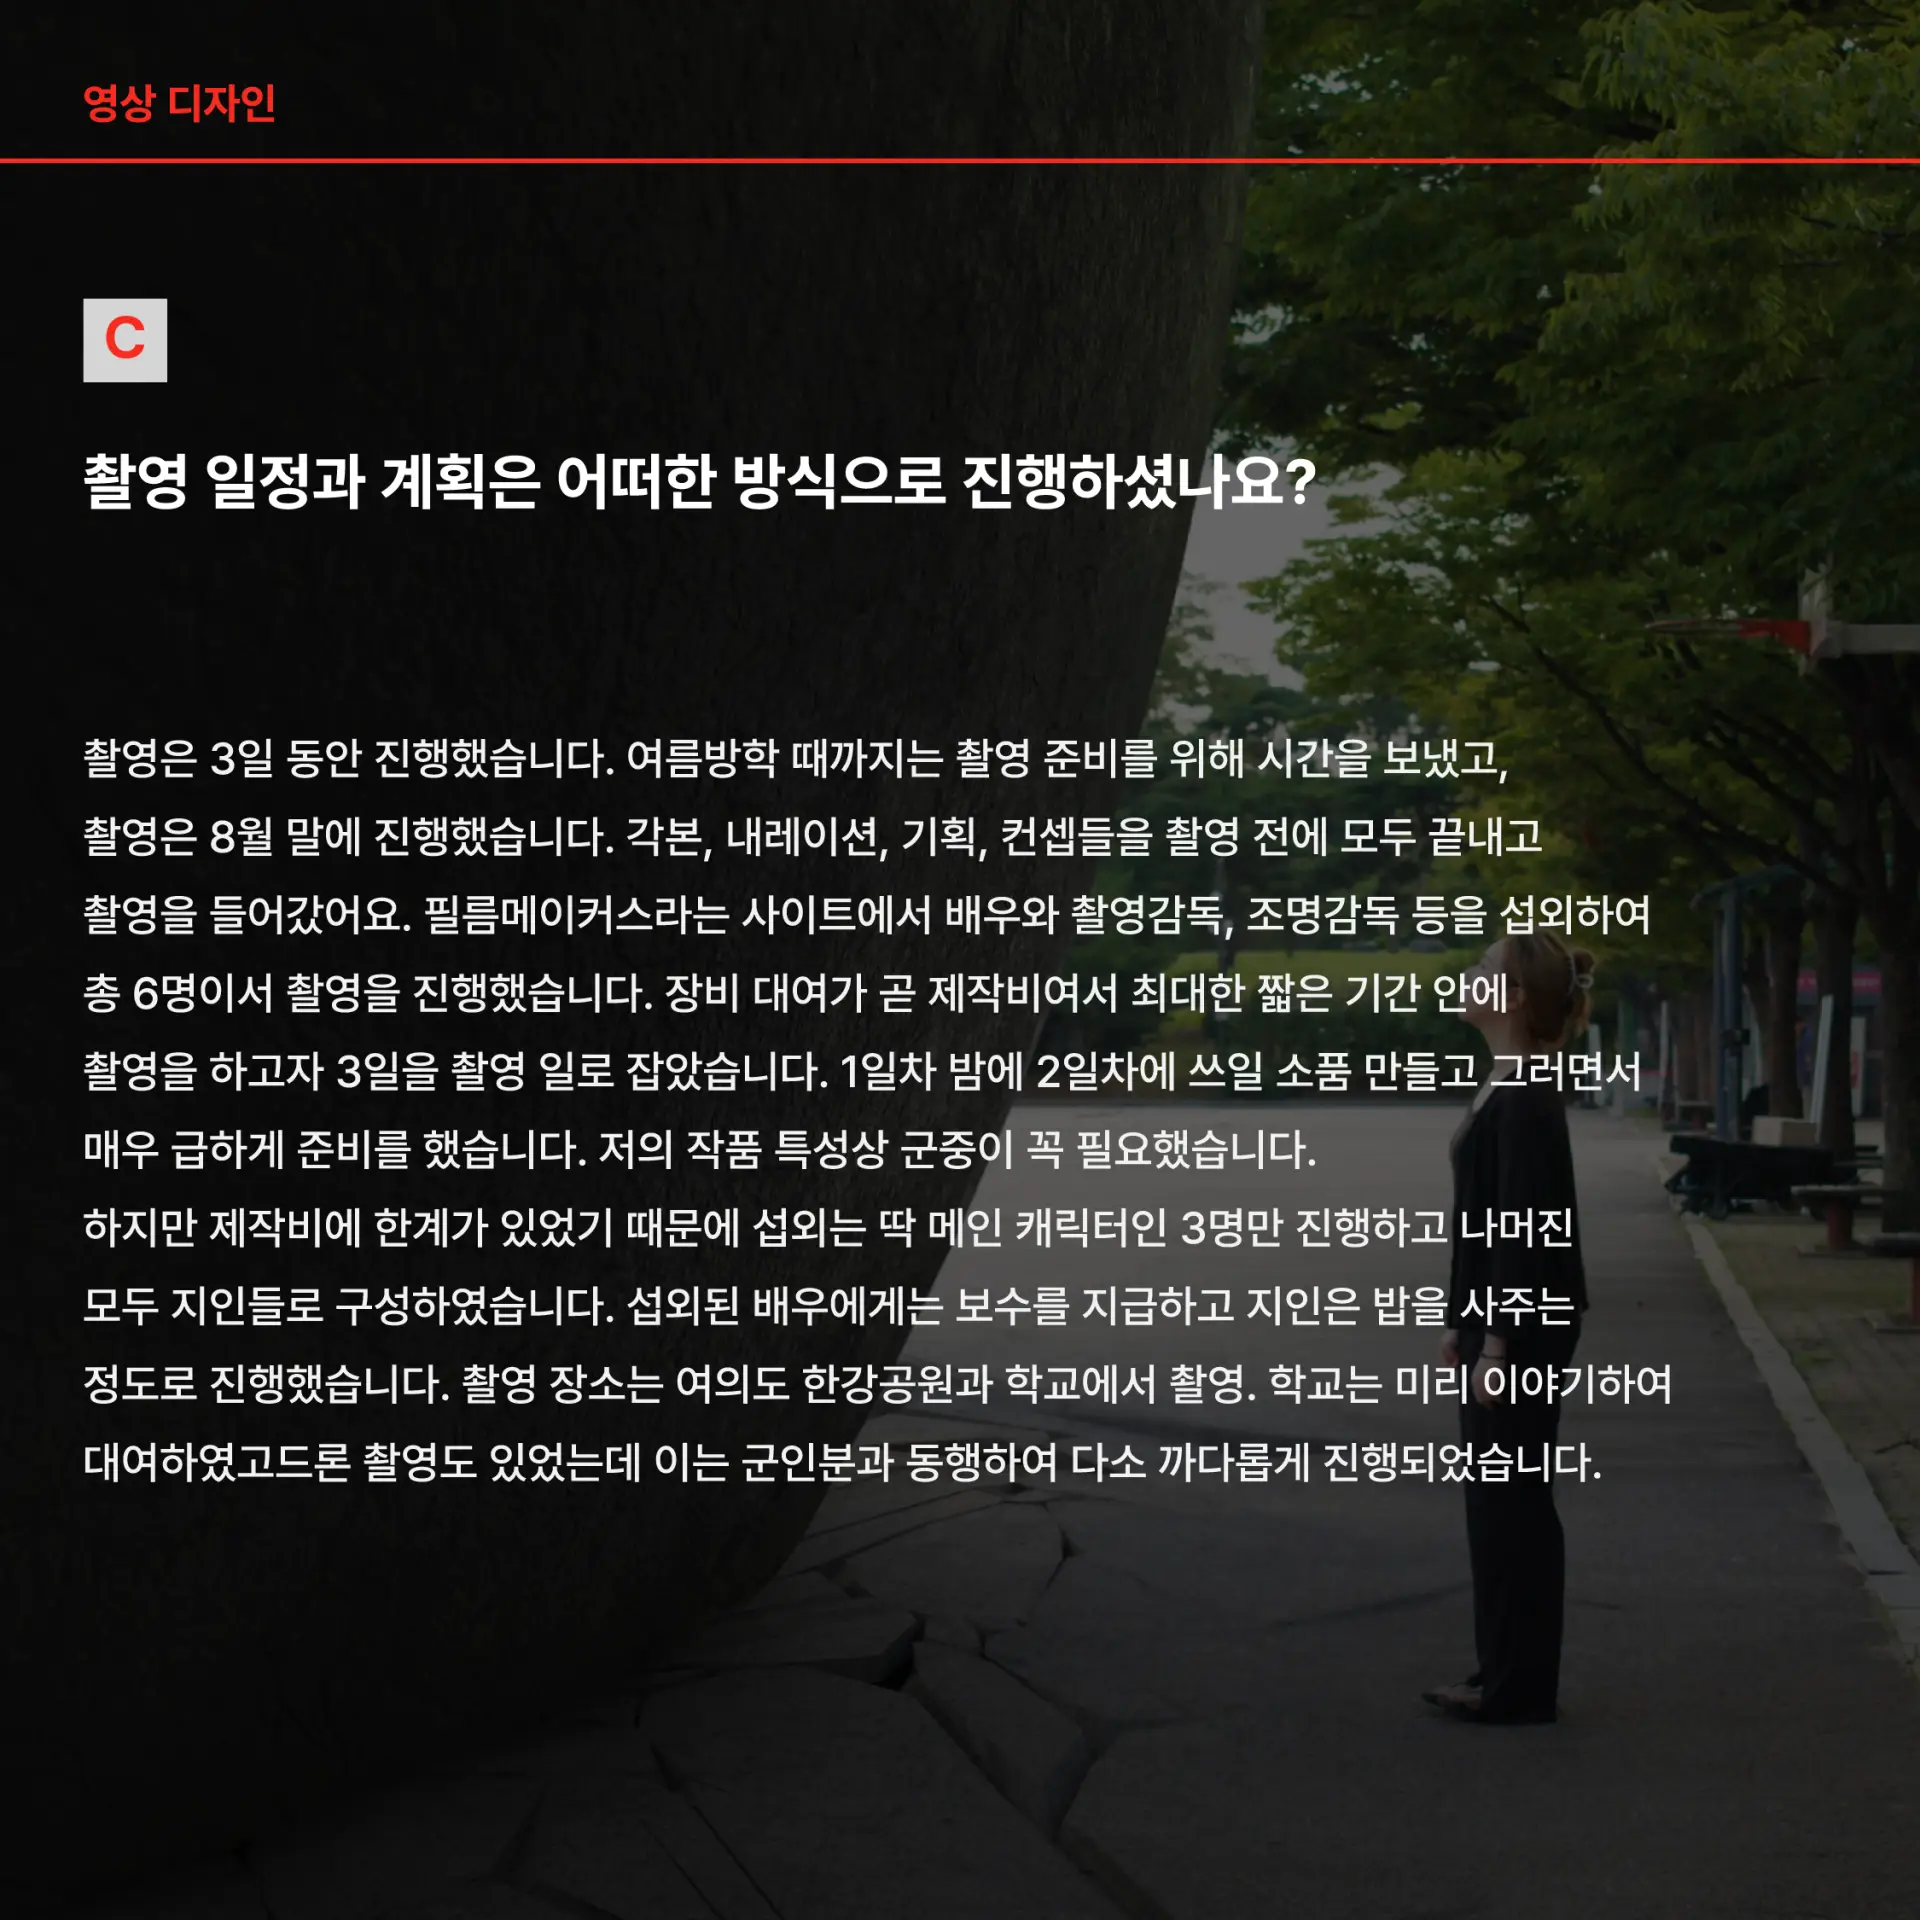 영상 디자인
C
촬영 일정과 계획은 어떠한 방식으로 진행하셨나요?
촬영은 3일 동안 진행했습니다. 여름방학 때까지는 촬영 준비를 위해 시간을 보냈고,
촬영은 8월 말에 진행했습니다. 각본, 내레이션, 기획, 컨셉들을 촬영 전에 모두 끝내고
촬영을 들어갔어요. 필름메이커스라는 사이트에서 배우와 촬영감독, 조명감독 등을 섭외하여
총 6명이서 촬영을 진행했습니다. 장비 대여가 곧 제작비여서 최대한 짧은 기간 안에
촬영을 하고자 3일을 촬영 일로 잡았습니다. 1일차 밤에 2일차에 쓰일 소품 만들고 그러면서
매우 급하게 준비를 했습니다. 저의 작품 특성상 군중이 꼭 필요했습니다.
하지만 제작비에 한계가 있었기 때문에 섭외는 딱 메인 캐릭터인 3명만 진행하고 나머진
모두 지인들로 구성하였습니다. 섭외된 배우에게는 보수를 지급하고 지인은 밥을 사주는
정도로 진행했습니다. 촬영 장소는 여의도 한강공원과 학교에서 촬영. 학교는 미리 이야기하여
대여하였고드론 촬영도 있었는데 이는 군인분과 동행하여 다소 까다롭게 진행되었습니다.